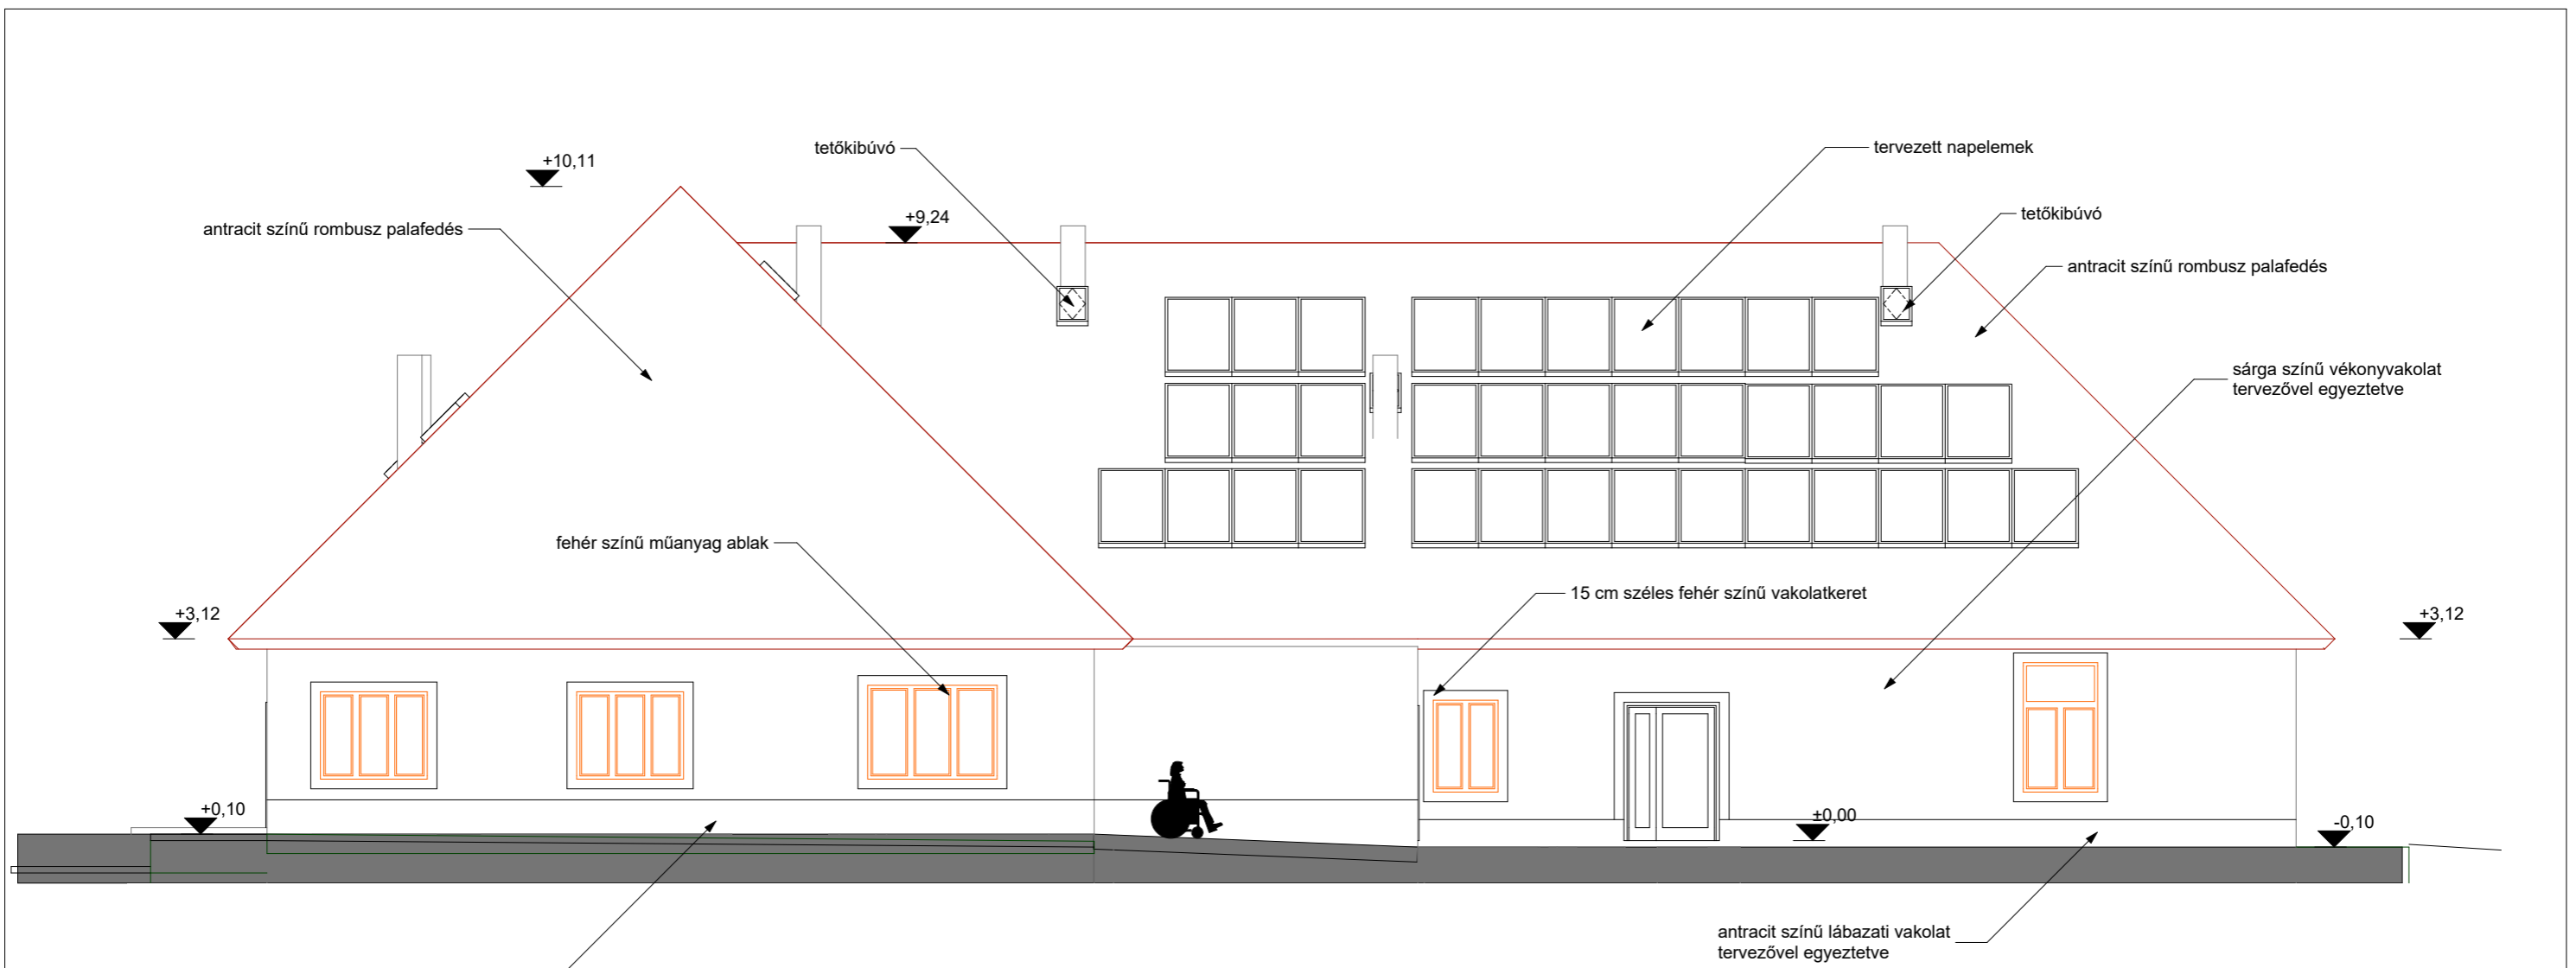 tetőkibúvó
tervezett napelemek
+10,11
tetőkibúvó
+9,24
antracit színű rombusz palafedés
antracit színű rombusz palafedés
sárga színű vékonyvakolat
tervezővel egyeztetve
fehér színű műanyag ablak
15 cm széles fehér színű vakolatkeret
+3,12
+3,12
+0,10
±0,00
-0,10
antracit színű lábazati vakolat
tervezővel egyeztetve